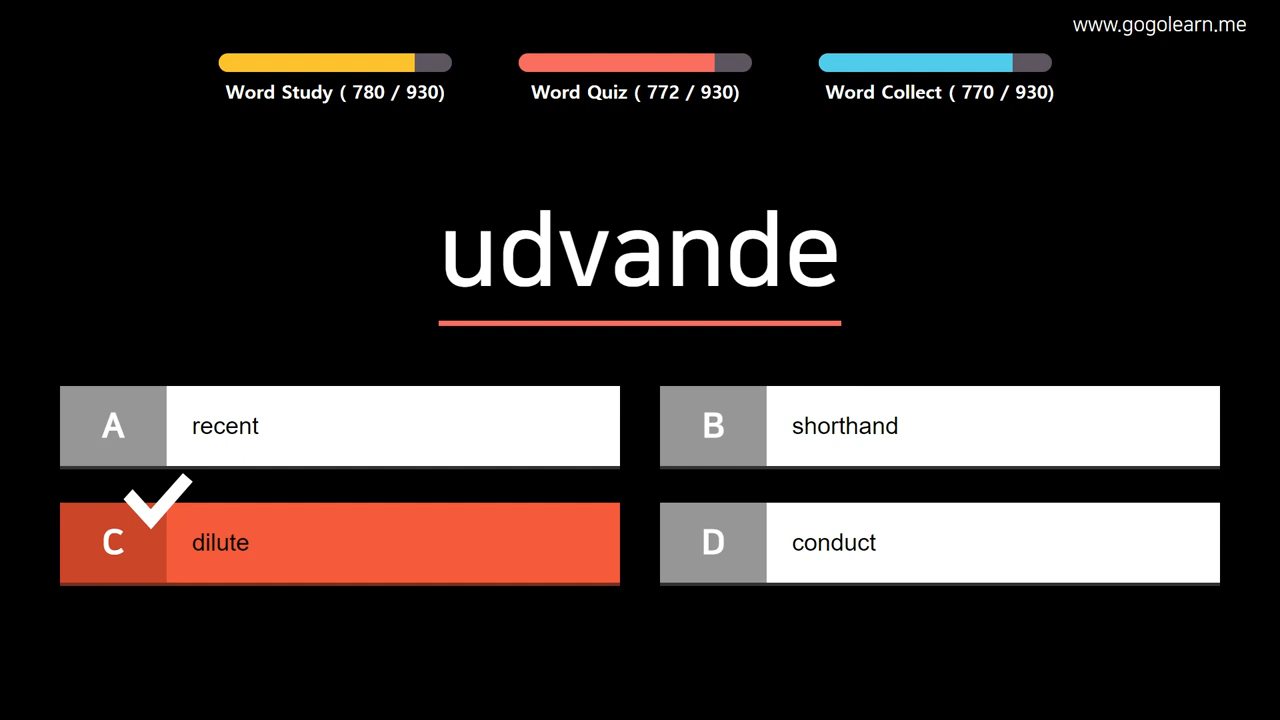 www.gogolearn.me
Word Study ( 780 / 930)
Word Quiz ( 772 / 930)
Word Collect ( 770 / 930)
udvande
A recent
B shorthand
C dilute
D conduct